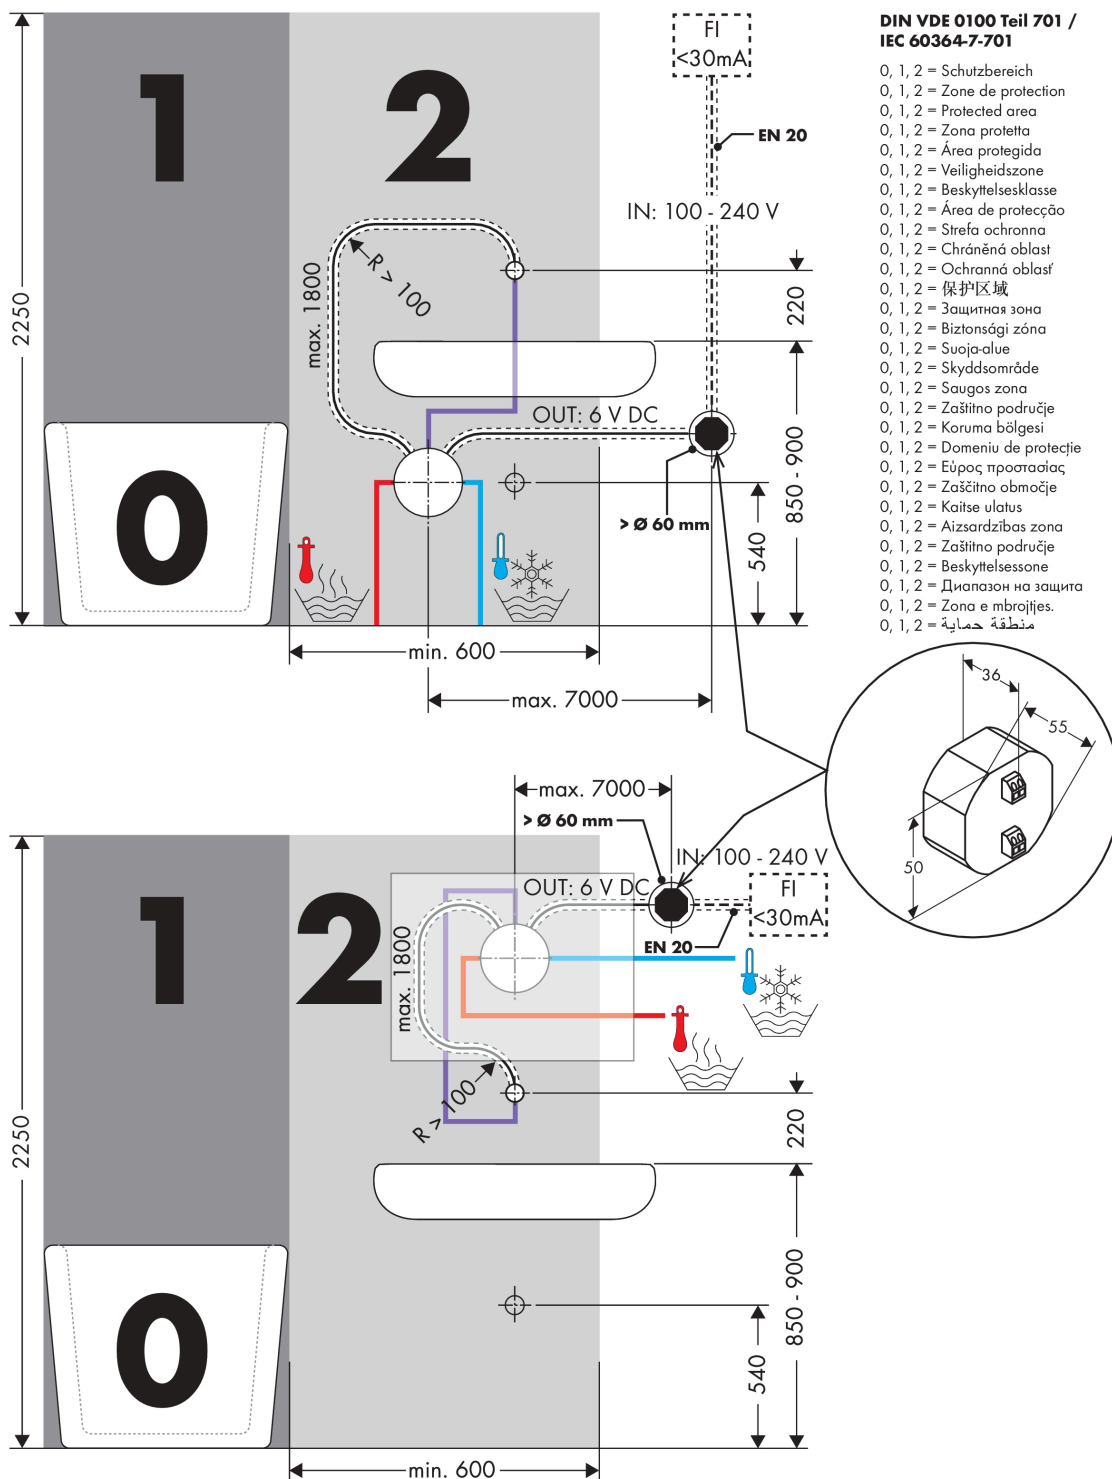 2250
1
2
0
FI
<30mA
EN 20
IN: 100 - 240 V
max. 1800
R > 100
220
OUT: 6 V DC
850 - 900
> Ø 60 mm
540
min. 600
max. 7000
DIN VDE 0100 Teil 701 /
IEC 60364-7-701
0, 1, 2 = Schutzbereich
0, 1, 2 = Zone de protection
0, 1, 2 = Protected area
0, 1, 2 = Zona protetta
0, 1, 2 = Área protegida
0, 1, 2 = Veiligheidszone
0, 1, 2 = Beskyttelsesklasse
0, 1, 2 = Área de protecção
0, 1, 2 = Strefa ochronna
0, 1, 2 = Chráněná oblast
0, 1, 2 = Ochranná oblasť
0, 1, 2 = 保护区域
0, 1, 2 = Защитная зона
0, 1, 2 = Biztonsági zóna
0, 1, 2 = Suoja-alue
0, 1, 2 = Skyddsområde
0, 1, 2 = Saugos zona
0, 1, 2 = Zaštitno područje
0, 1, 2 = Koruma bölgesi
0, 1, 2 = Domeniu de protecţie
0, 1, 2 = Εύρος προστασίας
0, 1, 2 = Zaščitno območje
0, 1, 2 = Kaitse ulatus
0, 1, 2 = Aizsardzības zona
0, 1, 2 = Zaštitno područje
0, 1, 2 = Beskyttelsessone
0, 1, 2 = Диапазон на защита
0, 1, 2 = Zona e mbrojtjes.
0, 1, 2 = منطقة حماية
36
55
50
max. 7000
> Ø 60 mm
IN: 100 - 240 V
OUT: 6 V DC
FI
<30mA
EN 20
1
2
0
2250
max. 1800
R > 100
220
850 - 900
540
min. 600